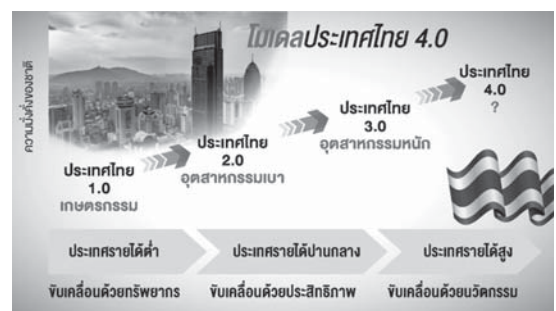 โมเดลประเทศไทย 4.0
ความมั่งคั่งของชาติ
ประเทศไทย
1.0
เกษตรกรรม
ประเทศไทย
2.0
อุตสาหกรรมเบา
ประเทศไทย
3.0
อุตสาหกรรมหนัก
ประเทศไทย
4.0
?
ประเทศรายได้ต่ำ
ประเทศรายได้ปานกลาง
ประเทศรายได้สูง
ขับเคลื่อนด้วยทรัพยากร
ขับเคลื่อนด้วยประสิทธิภาพ
ขับเคลื่อนด้วยนวัตกรรม